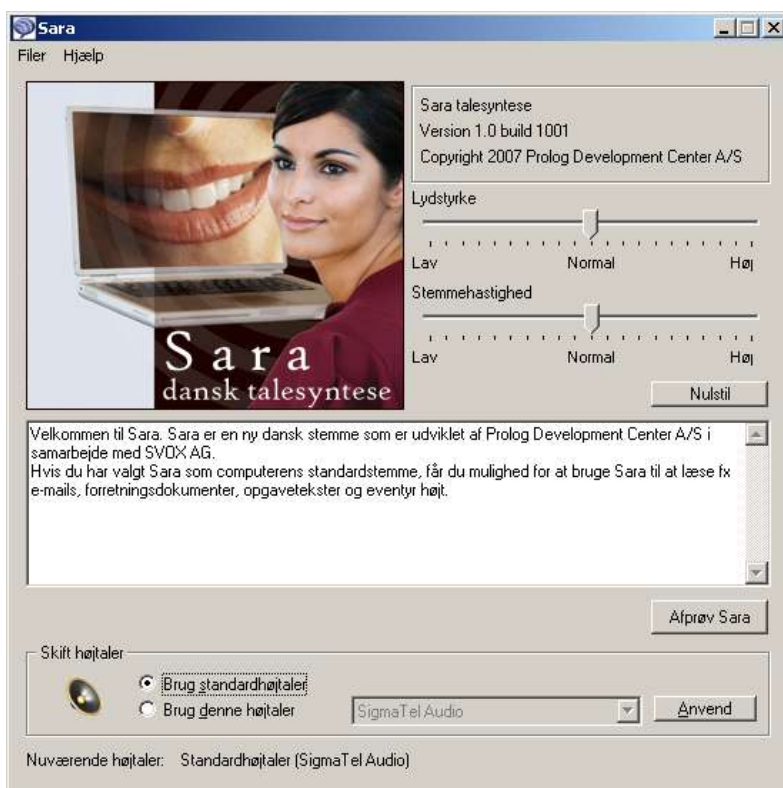 Sara
Filer Hjælp
Sara talesyntese
Version 1.0 build 1001
Copyright 2007 Prolog Development Center A/S
Lydstyrke
Lav Normal Høj
Stemmehastighed
Lav Normal Høj
Sara
dansk talesyntese
Nulstil
Velkommen til Sara. Sara er en ny dansk stemme som er udviklet af Prolog Development Center A/S i
samarbejde med SVOX AG.
Hvis du har valgt Sara som computerens standardstemme, får du mulighed for at bruge Sara til at læse fx
e-mails, forretningsdokumenter, opgavetekster og eventyr højt.
Afprøv Sara
Skift højtaler
Brug standardhøjtaler
Brug denne højtaler
SigmaTel Audio
Anvend
Nuværende højtaler: Standardhøjtaler (SigmaTel Audio)